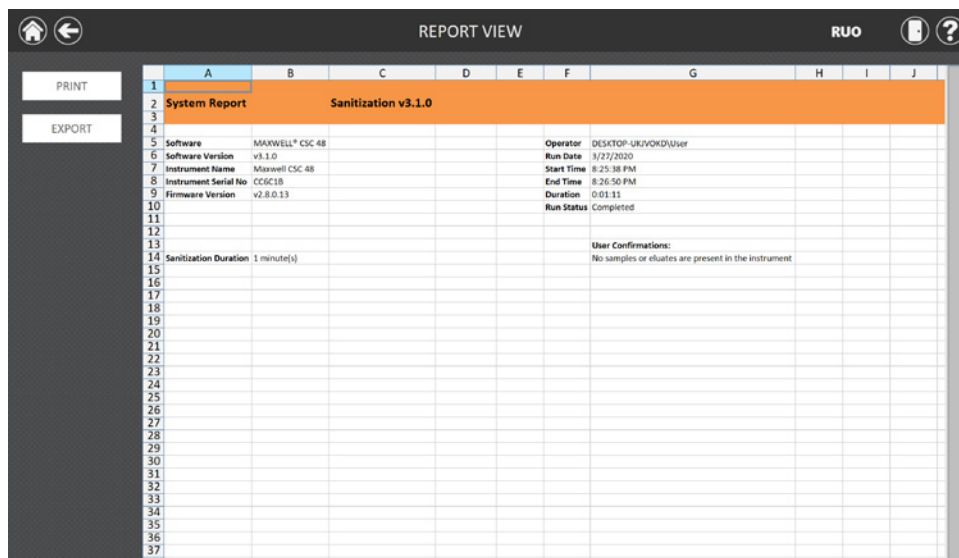 REPORT VIEW RUO ?
PRINT
EXPORT
A B C D E F G H I J
1
2 System Report Sanitization v3.1.0
3
4
5 Software MAXWELL® CSC 48 Operator DESKTOP-UKJVOKD\User
6 Software Version v3.1.0 Run Date 3/27/2020
7 Instrument Name Maxwell CSC 48 Start Time 8:25:38 PM
8 Instrument Serial No CC6C1B End Time 8:26:50 PM
9 Firmware Version v2.8.0.13 Duration 0:01:11
10 Run Status Completed
11
12
13 User Confirmations:
14 Sanitization Duration 1 minute(s) No samples or eluates are present in the instrument
15
16
17
18
19
20
21
22
23
24
25
26
27
28
29
30
31
32
33
34
35
36
37